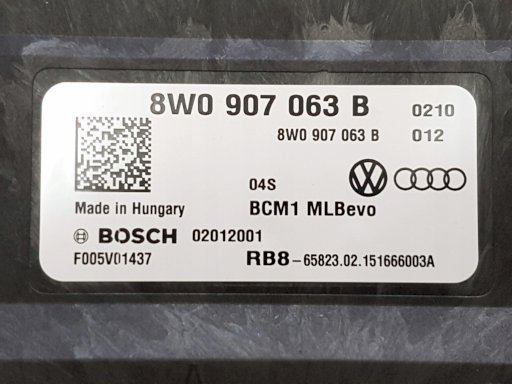 8W0 907 063 B 0210
8W0 907 063 B 012
04S
Made in Hungary BCM1 MLBevo
BOSCH 02012001
F005V01437 RB8-65823.02.151666003A